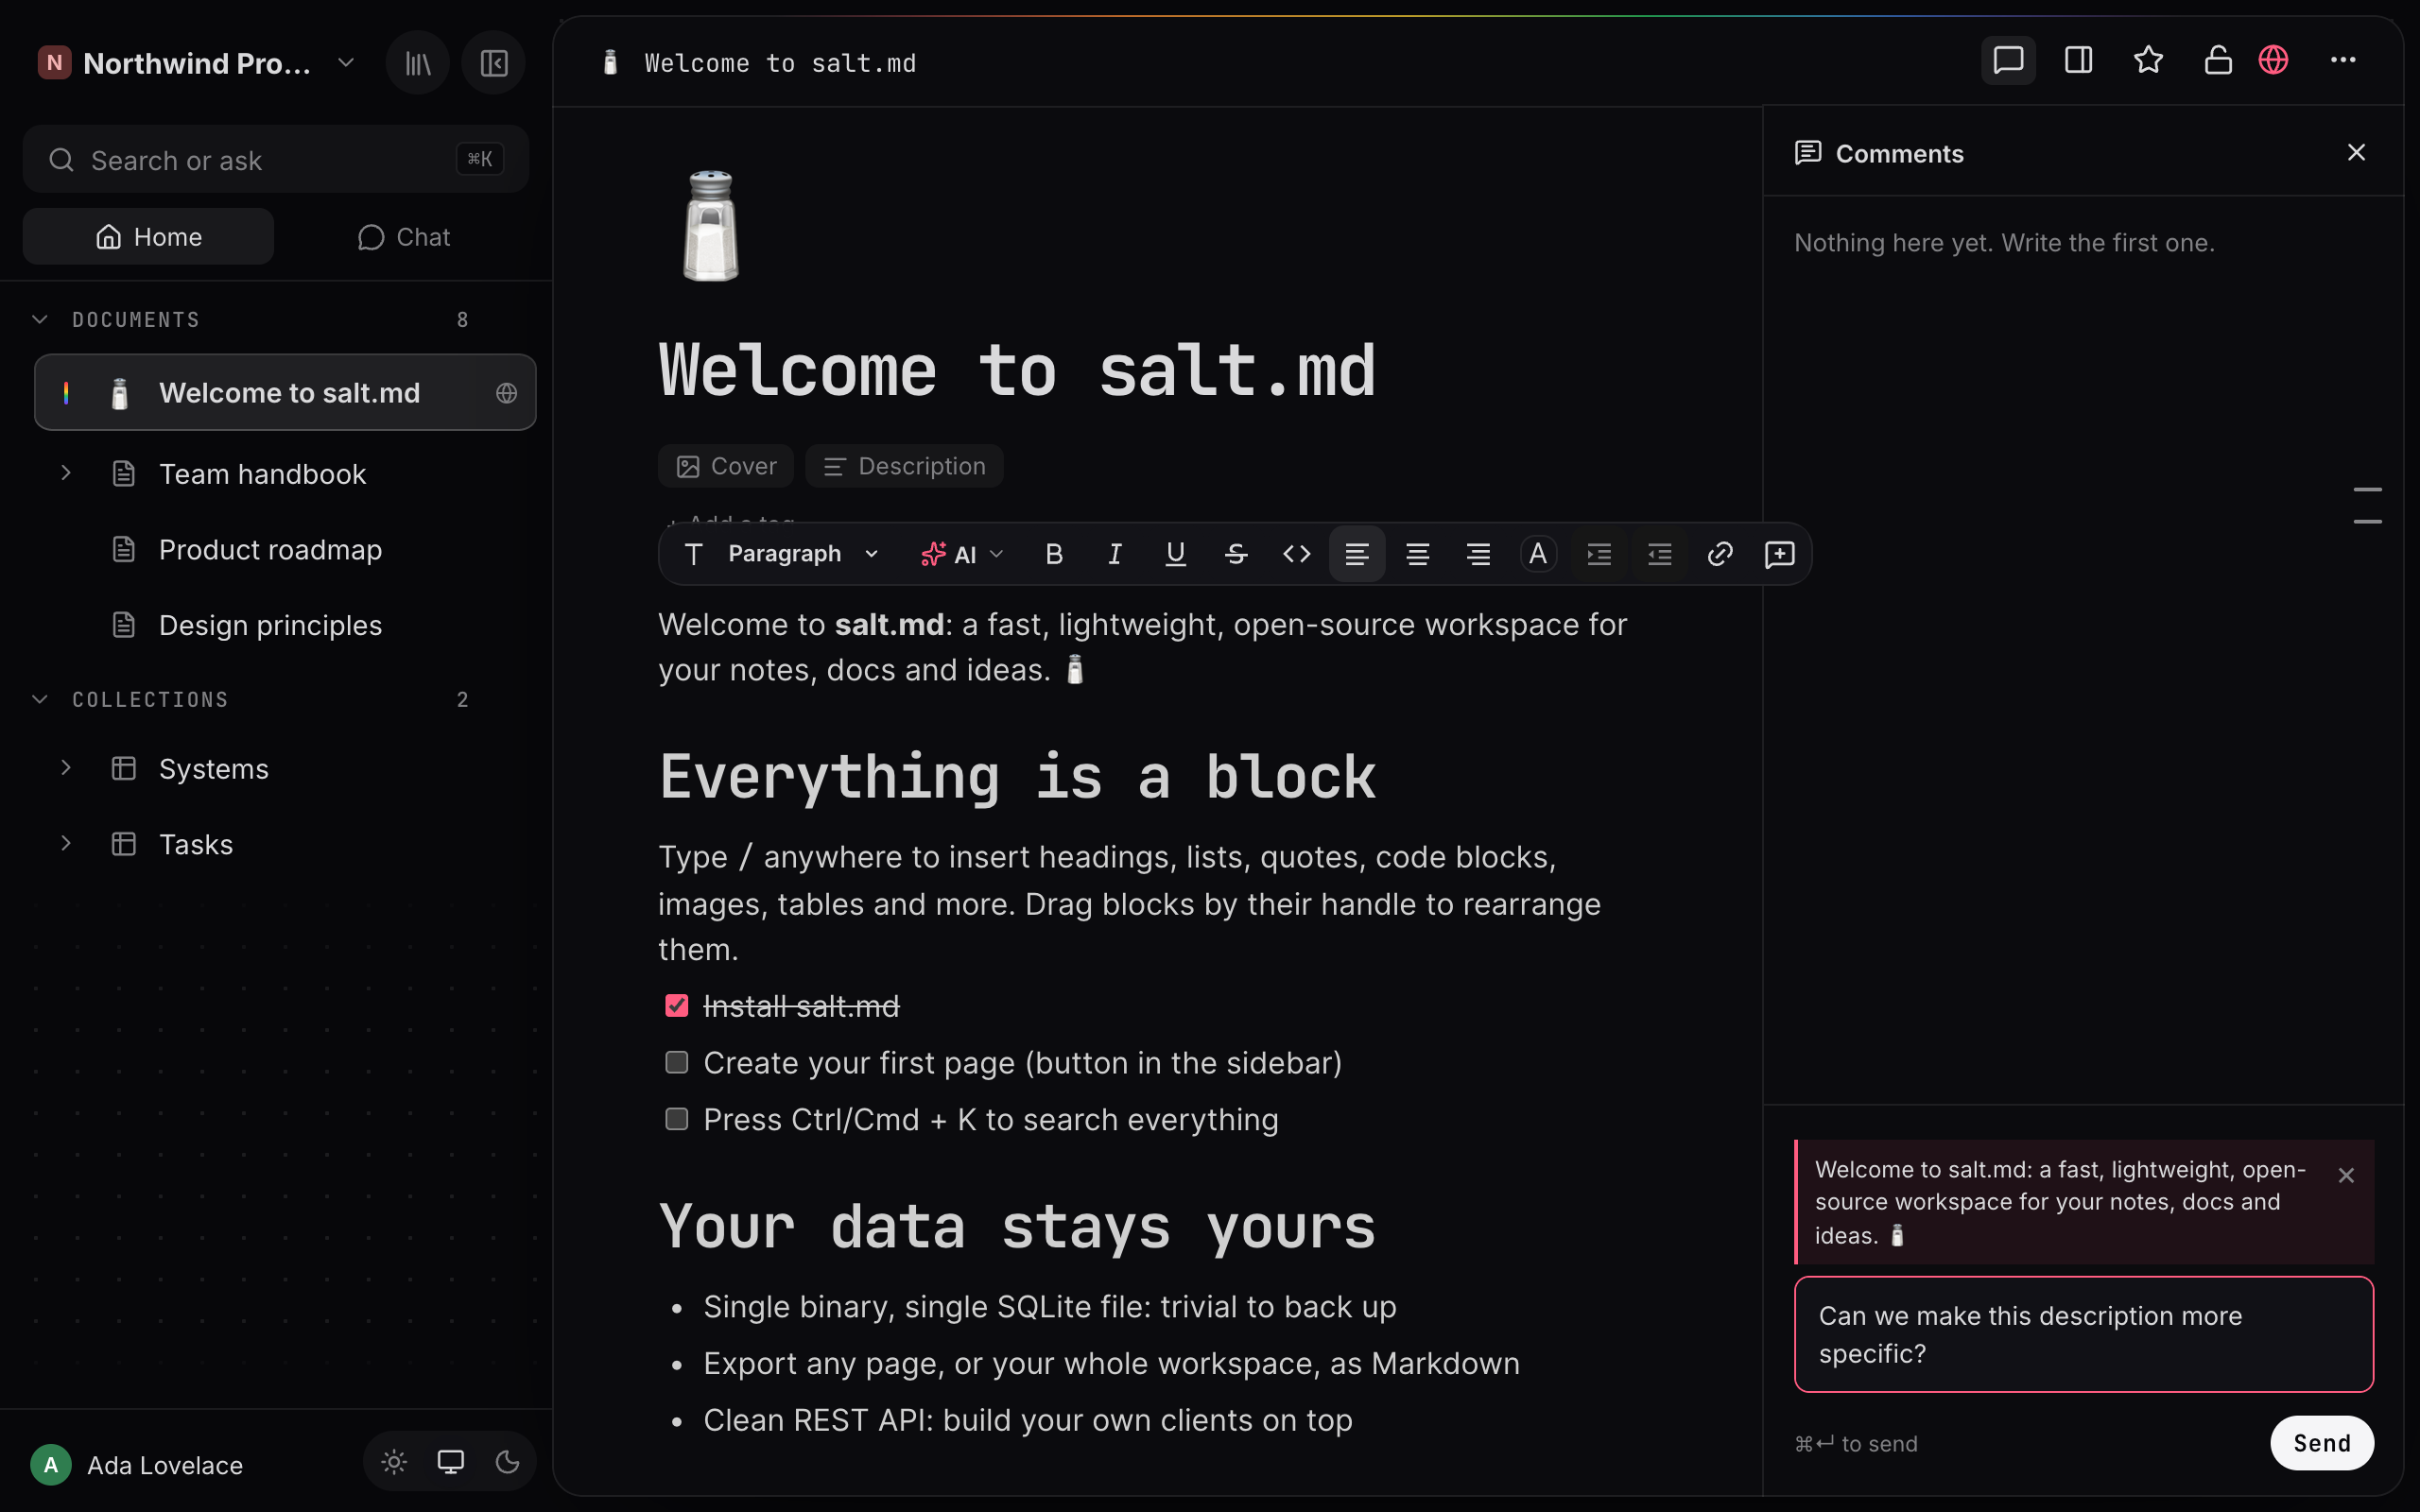 N Northwind Pro...
Search or ask ⌘K
Home Chat
DOCUMENTS 8
Welcome to salt.md
Team handbook
Product roadmap
Design principles
COLLECTIONS 2
Systems
Tasks
A Ada Lovelace
Welcome to salt.md
Welcome to salt.md
Cover Description
+ Add a tag
T Paragraph AI B I U S <> A
Welcome to salt.md: a fast, lightweight, open-source workspace for
your notes, docs and ideas.
Everything is a block
Type / anywhere to insert headings, lists, quotes, code blocks,
images, tables and more. Drag blocks by their handle to rearrange
them.
Install salt.md
Create your first page (button in the sidebar)
Press Ctrl/Cmd + K to search everything
Your data stays yours
• Single binary, single SQLite file: trivial to back up
• Export any page, or your whole workspace, as Markdown
• Clean REST API: build your own clients on top
Comments
Nothing here yet. Write the first one.
Welcome to salt.md: a fast, lightweight, open-
source workspace for your notes, docs and
ideas.
Can we make this description more
specific?
⌘↵ to send
Send